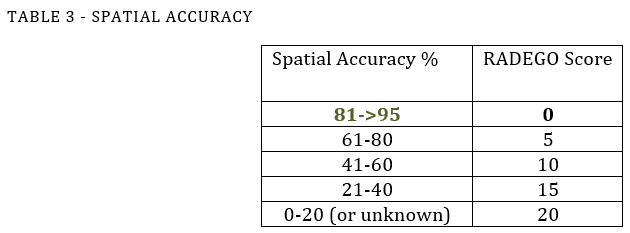 TABLE 3 - SPATIAL ACCURACY
Spatial Accuracy % RADEGO Score
81->95 0
61-80 5
41-60 10
21-40 15
0-20 (or unknown) 20